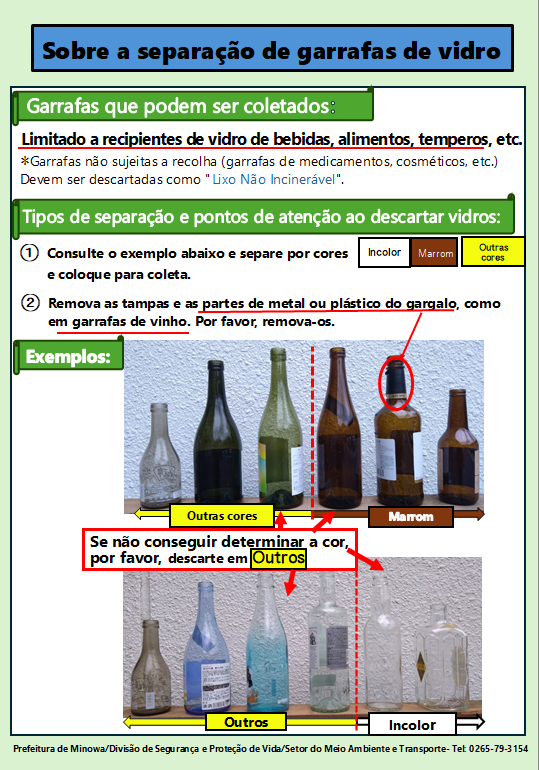 Sobre a separação de garrafas de vidro
Garrafas que podem ser coletados:
Limitado a recipientes de vidro de bebidas, alimentos, temperos, etc.
*Garrafas não sujeitas a recolha (garrafas de medicamentos, cosméticos, etc.)
Devem ser descartadas como "Lixo Não Incinerável".
Tipos de separação e pontos de atenção ao descartar vidros:
① Consulte o exemplo abaixo e separe por cores
e coloque para coleta.
Incolor
Marrom
Outras
cores
② Remova as tampas e as partes de metal ou plástico do gargalo, como
em garrafas de vinho. Por favor, remova-os.
Exemplos:
Outras cores
Marrom
Se não conseguir determinar a cor,
por favor, descarte em Outros
Outros
Incolor
Prefeitura de Minowa/Divisão de Segurança e Proteção de Vida/Setor do Meio Ambiente e Transporte- Tel: 0265-79-3154